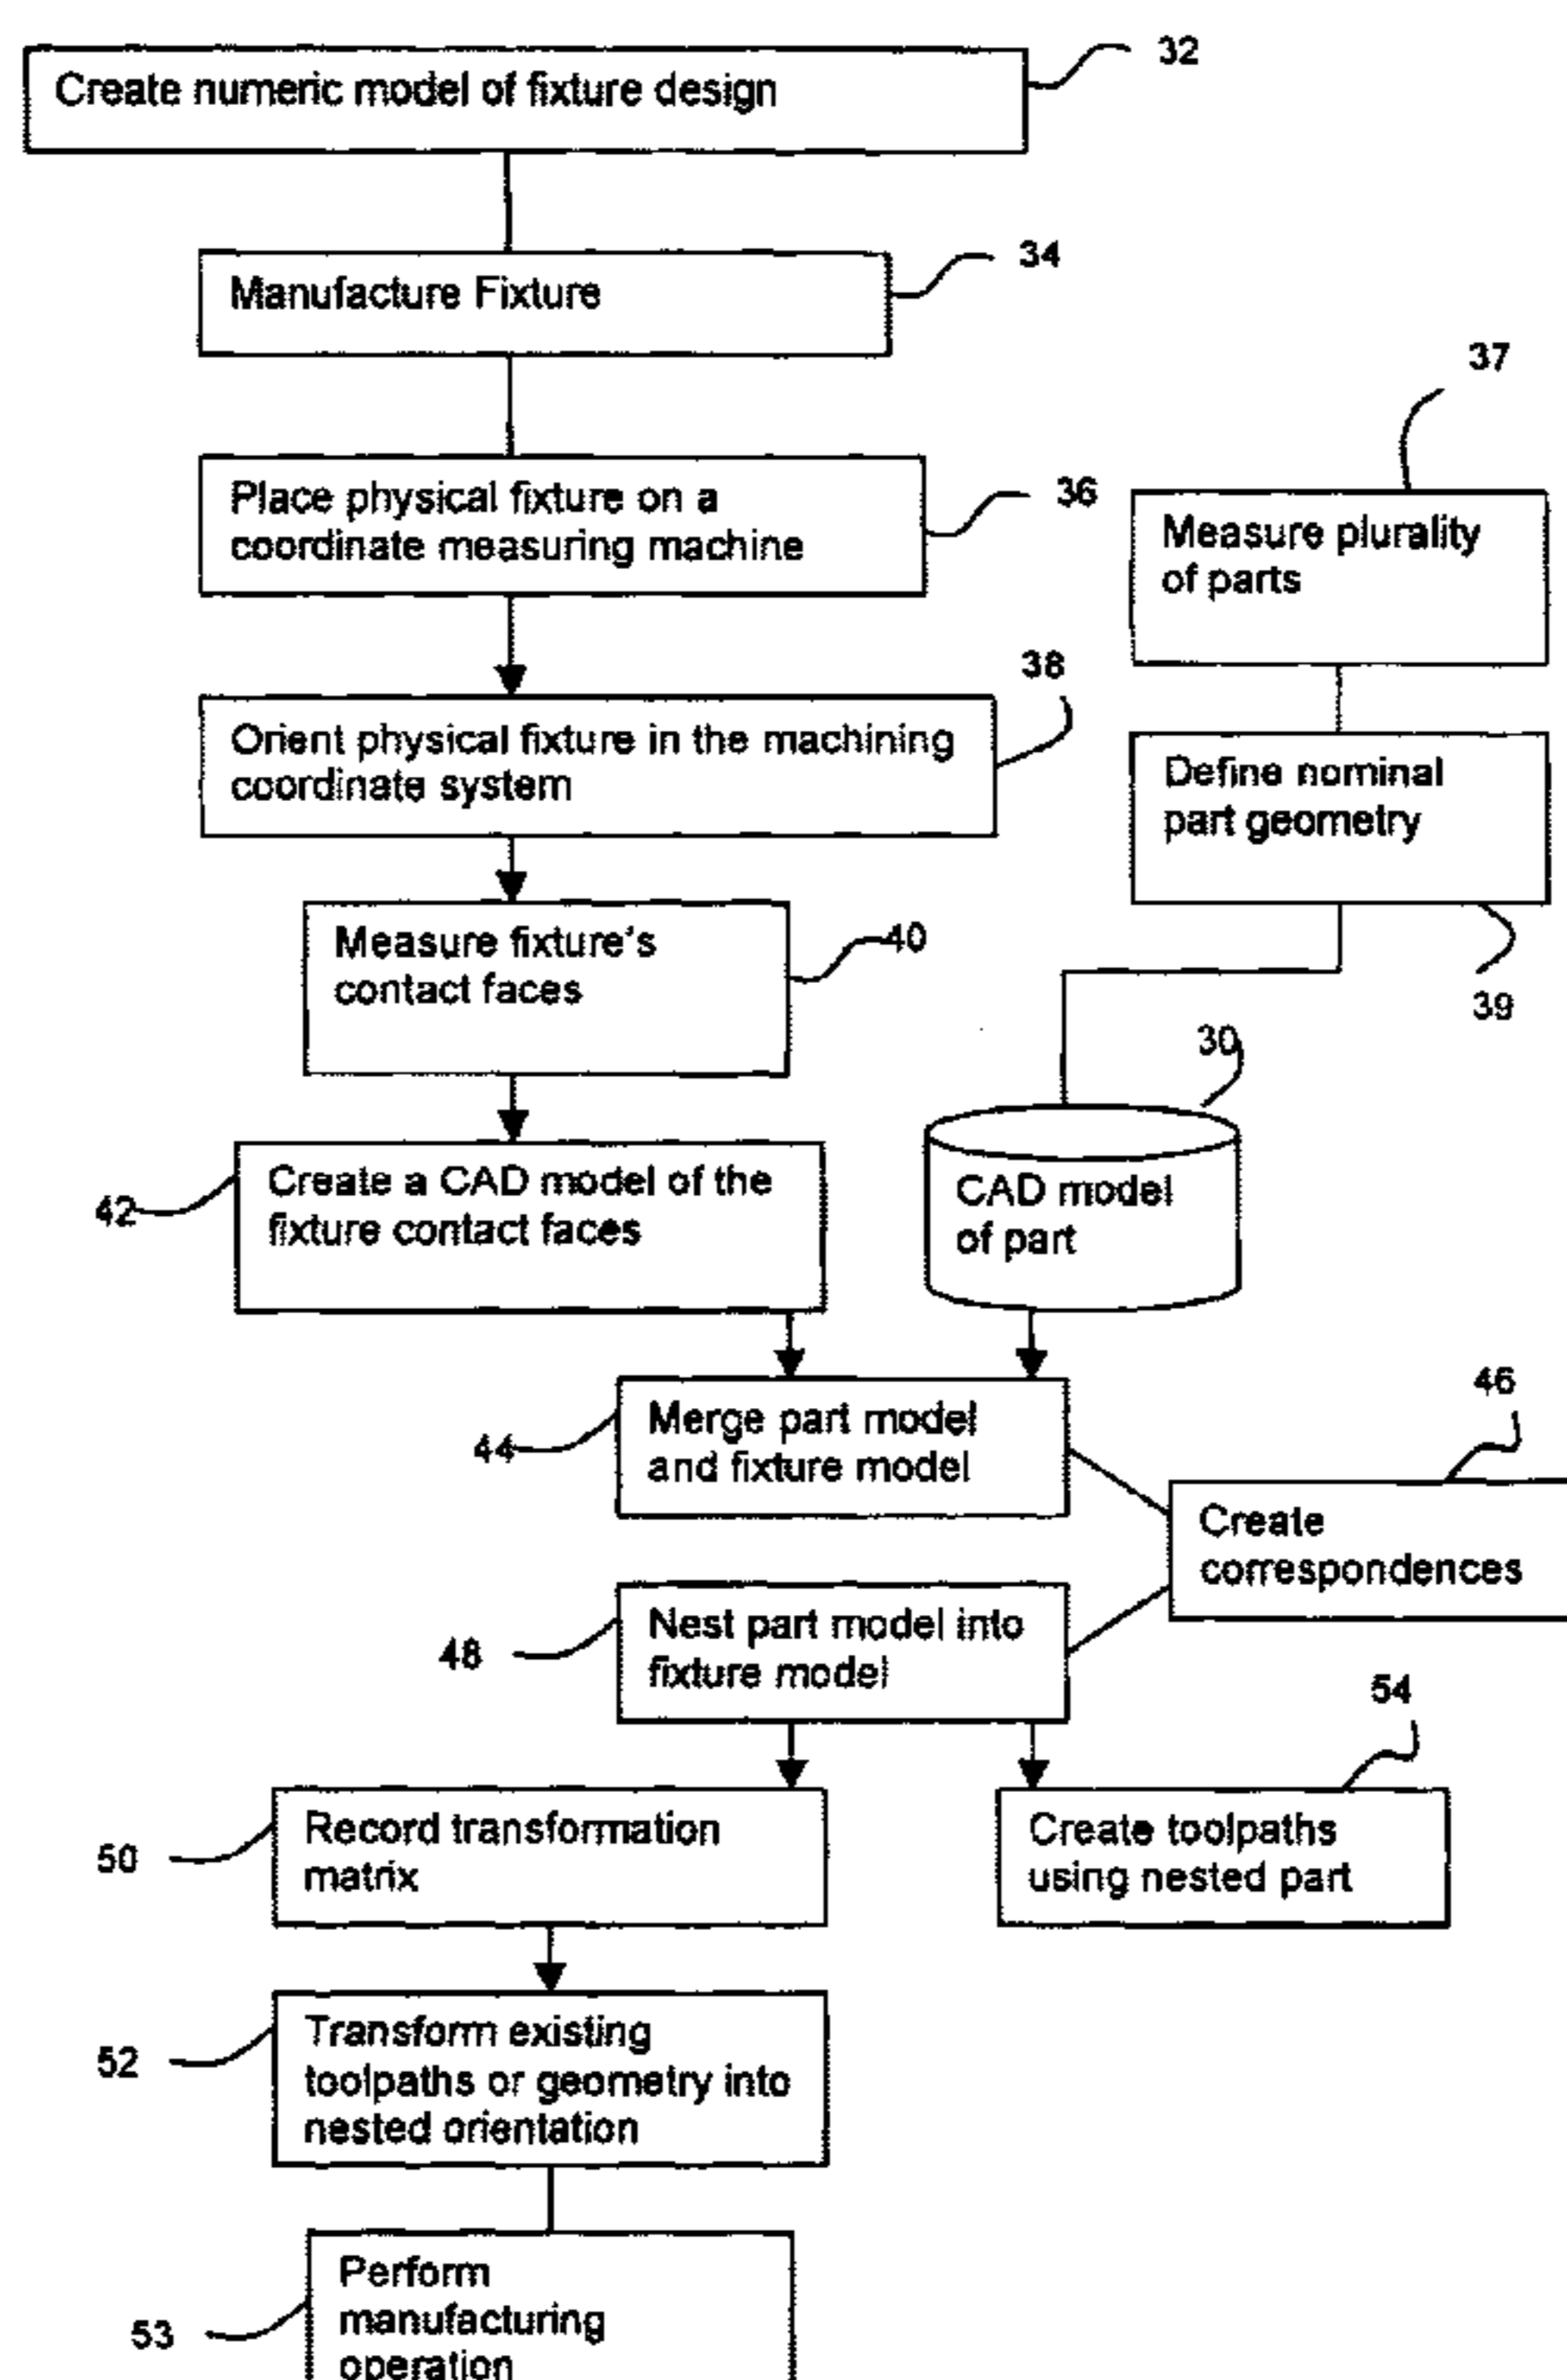 32
Create numeric model of fixture design
34
Manufacture Fixture
37
Place physical fixture on a
coordinate measuring machine
36
Measure plurality
of parts
38
Orient physical fixture in the machining
coordinate system
Define nominal
part geometry
Measure fixture's
contact faces
40
39
30
42
Create a CAD model of the
fixture contact faces
CAD model
of part
46
44
Merge part model
and fixture model
Create
correspondences
48
Nest part model into
fixture model
54
50
Record transformation
matrix
Create toolpaths
using nested part
52
Transform existing
toolpaths or geometry into
nested orientation
53
Perform
manufacturing
operation